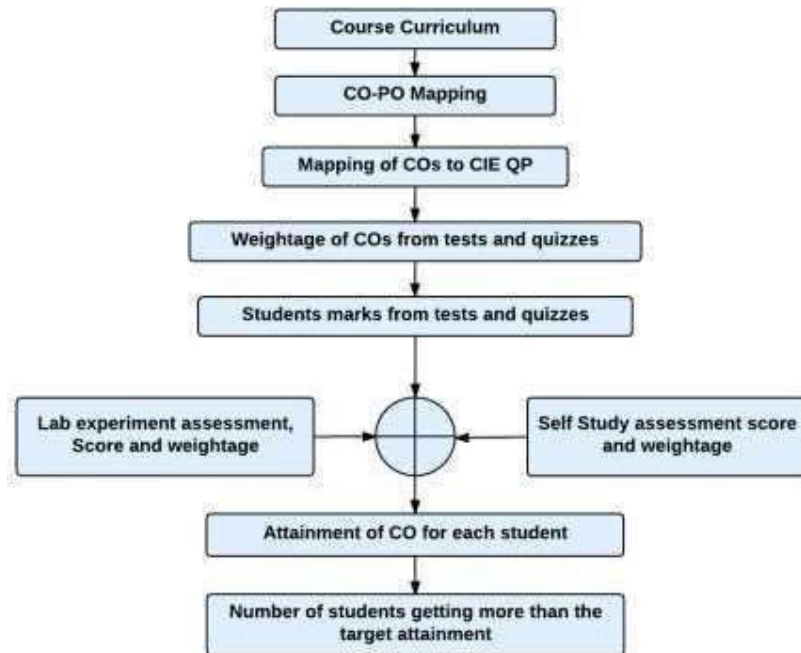 Course Curriculum
CO-PO Mapping
Mapping of COs to CIE QP
Weightage of COs from tests and quizzes
Students marks from tests and quizzes
Lab experiment assessment,
Score and weightage
Self Study assessment score
and weightage
Attainment of CO for each student
Number of students getting more than the
target attainment